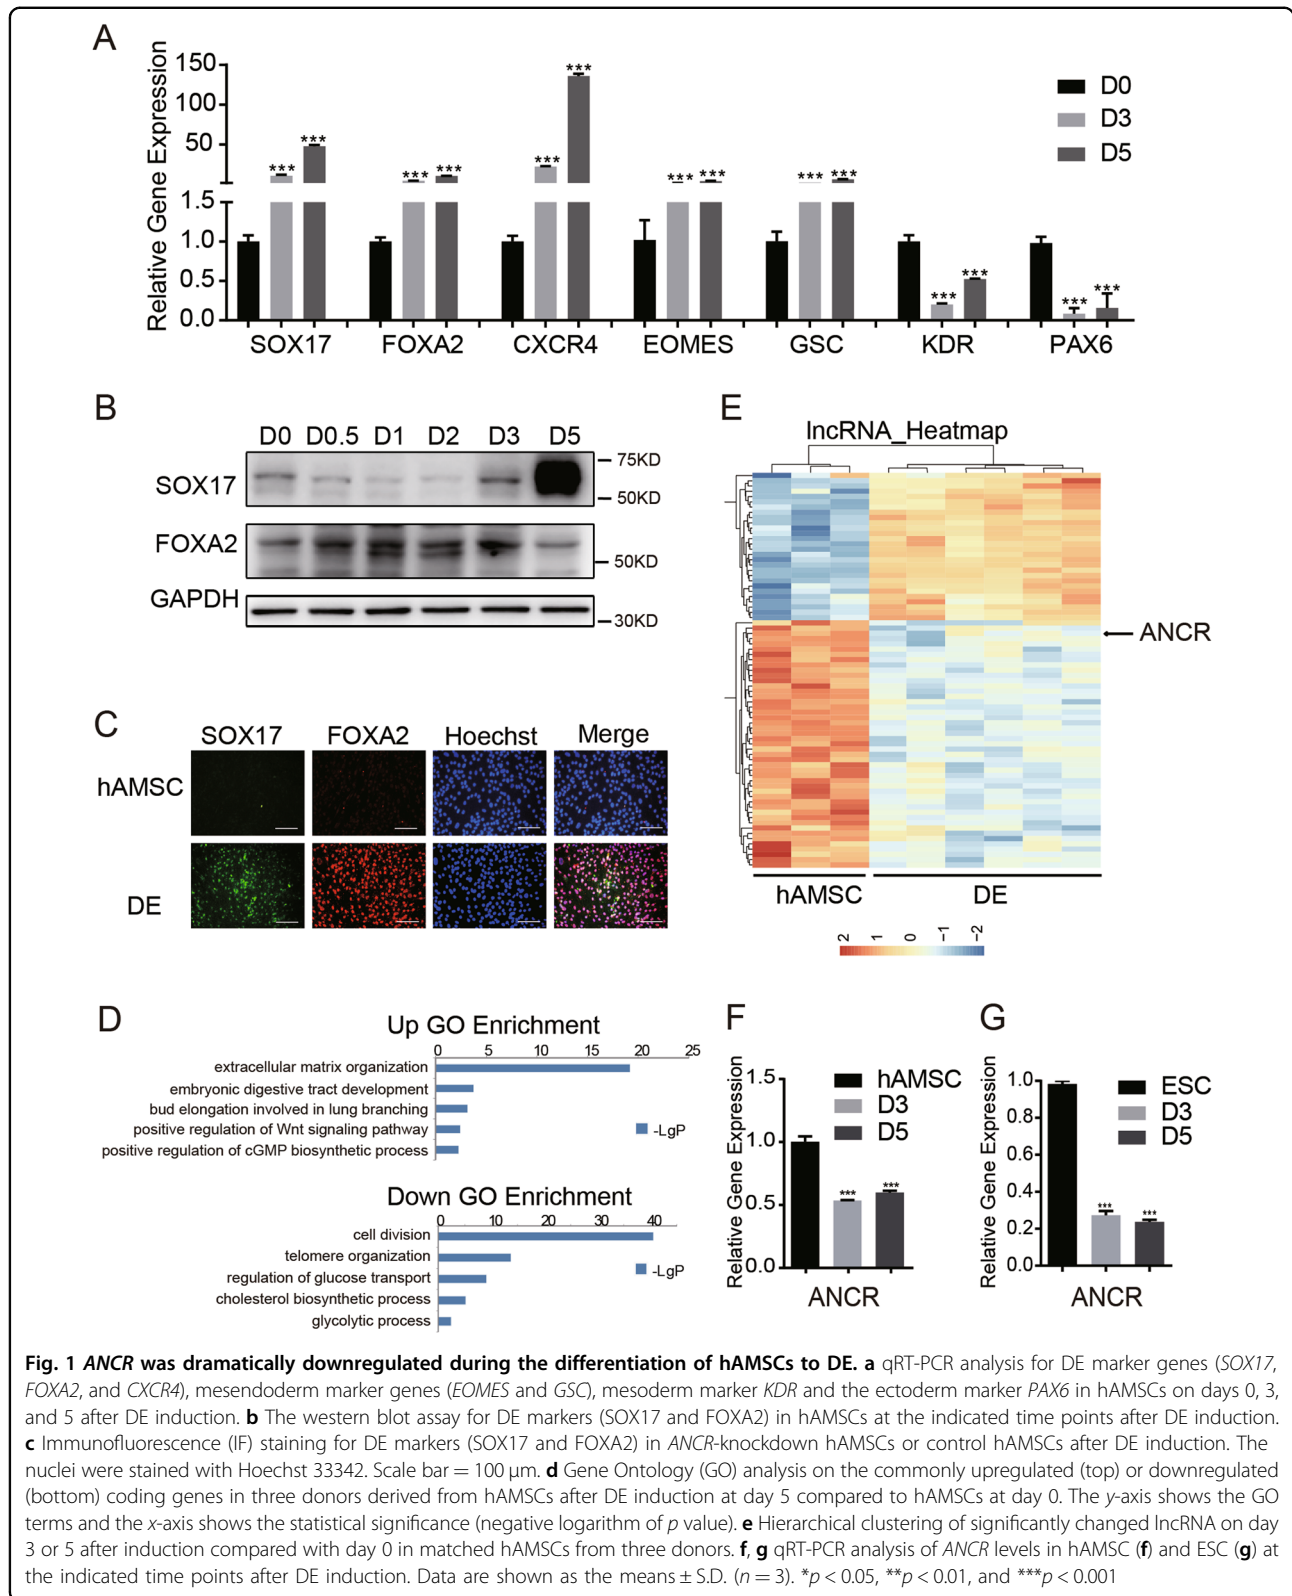 A
Relative Gene Expression
150
100
50
1.5
1.0
0.5
0.0
*** *** *** *** *** *** *** *** *** *** *** *** *** ***
D0
D3
D5
SOX17 FOXA2 CXCR4 EOMES GSC KDR PAX6
B
D0 D0.5 D1 D2 D3 D5
SOX17
75KD
50KD
FOXA2
50KD
GAPDH
30KD
C
SOX17 FOXA2 Hoechst Merge
hAMSC
DE
E
lncRNA_Heatmap
ANCR
hAMSC DE
2 1 0 -1 -2
D
Up GO Enrichment
0 5 10 15 20 25
extracellular matrix organization
embryonic digestive tract development
bud elongation involved in lung branching
positive regulation of Wnt signaling pathway
positive regulation of cGMP biosynthetic process
-LgP
Down GO Enrichment
0 10 20 30 40
cell division
telomere organization
regulation of glucose transport
cholesterol biosynthetic process
glycolytic process
-LgP
F
Relative Gene Expression
1.5
1.0
0.5
0.0
hAMSC
D3
D5
*** ***
ANCR
G
Relative Gene Expression
1.0
0.8
0.6
0.4
0.2
0.0
ESC
D3
D5
*** ***
ANCR
Fig. 1 ANCR was dramatically downregulated during the differentiation of hAMSCs to DE. a qRT-PCR analysis for DE marker genes (SOX17,
FOXA2, and CXCR4), mesendoderm marker genes (EOMES and GSC), mesoderm marker KDR and the ectoderm marker PAX6 in hAMSCs on days 0, 3,
and 5 after DE induction. b The western blot assay for DE markers (SOX17 and FOXA2) in hAMSCs at the indicated time points after DE induction.
c Immunofluorescence (IF) staining for DE markers (SOX17 and FOXA2) in ANCR-knockdown hAMSCs or control hAMSCs after DE induction. The
nuclei were stained with Hoechst 33342. Scale bar = 100 μm. d Gene Ontology (GO) analysis on the commonly upregulated (top) or downregulated
(bottom) coding genes in three donors derived from hAMSCs after DE induction at day 5 compared to hAMSCs at day 0. The y-axis shows the GO
terms and the x-axis shows the statistical significance (negative logarithm of p value). e Hierarchical clustering of significantly changed lncRNA on day
3 or 5 after induction compared with day 0 in matched hAMSCs from three donors. f, g qRT-PCR analysis of ANCR levels in hAMSC (f) and ESC (g) at
the indicated time points after DE induction. Data are shown as the means ± S.D. (n = 3). *p < 0.05, **p < 0.01, and ***p < 0.001